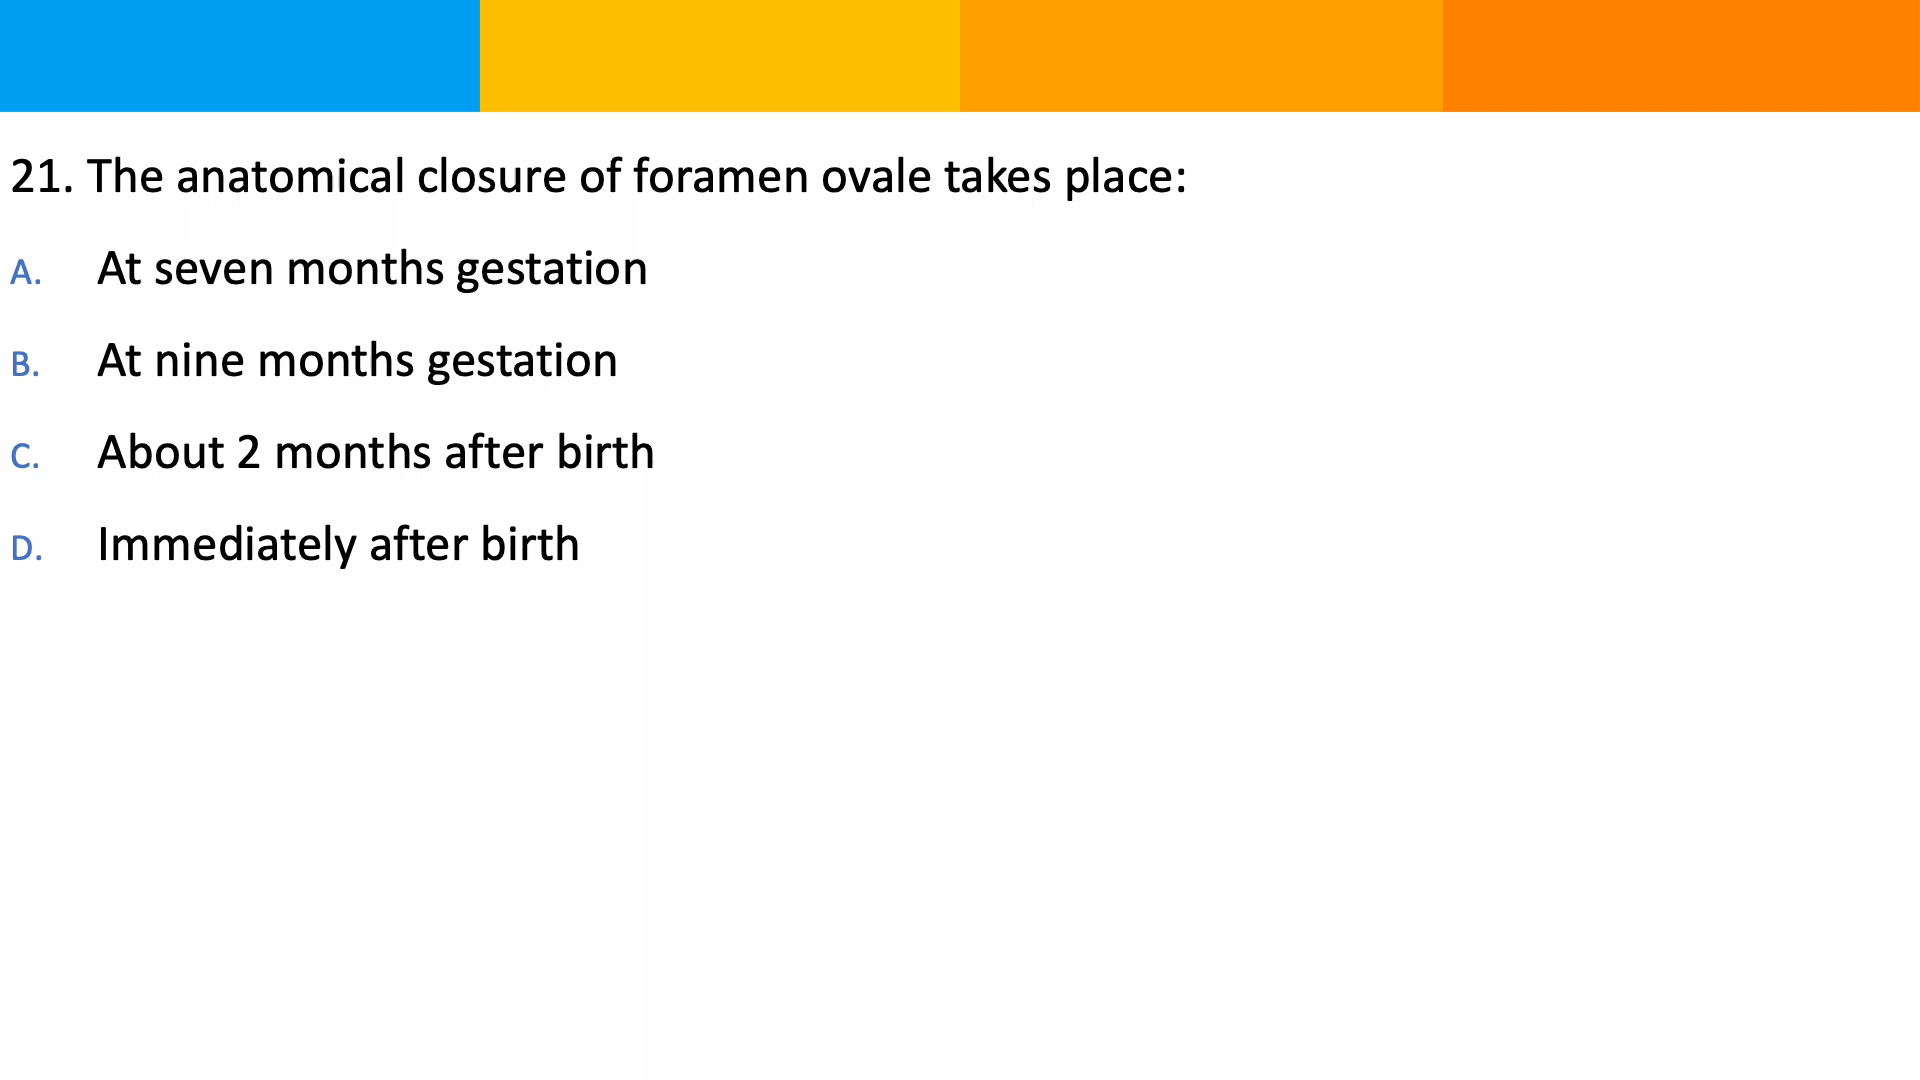 21. The anatomical closure of foramen ovale takes place:
A. At seven months gestation
B. At nine months gestation
C. About 2 months after birth
D. Immediately after birth